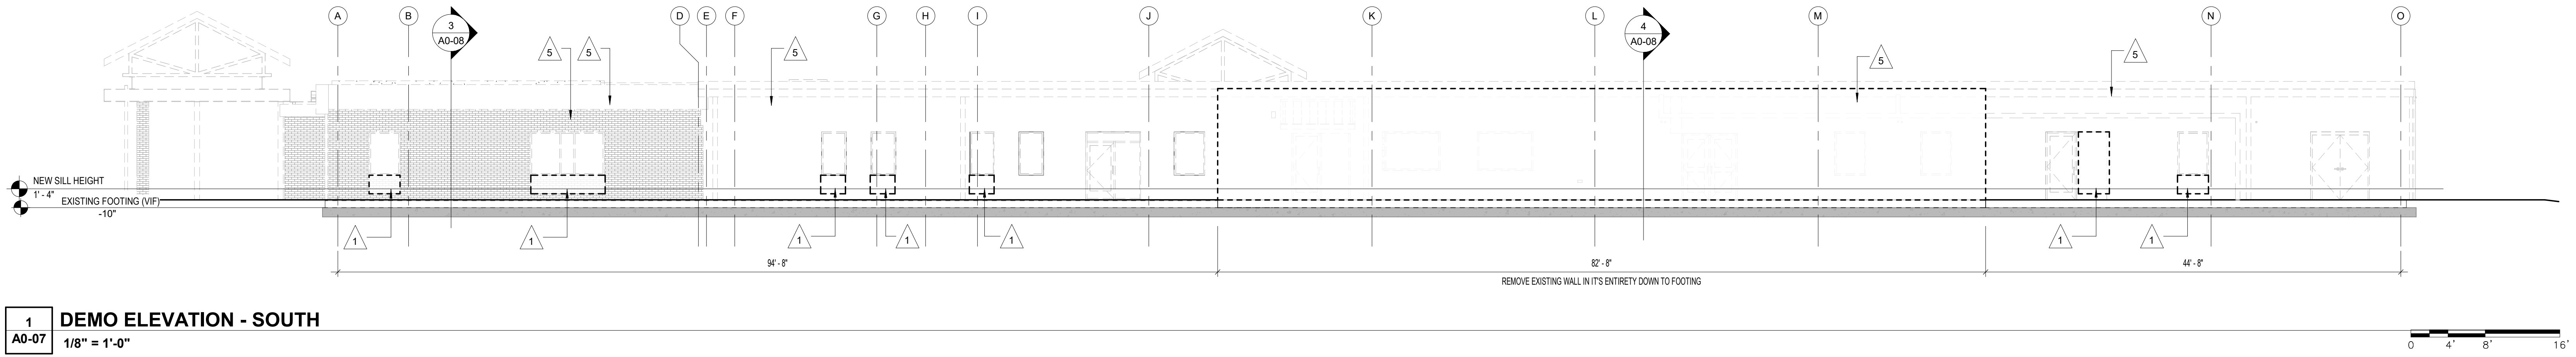 A B D E F G H I J K L M N O
3
A0-08
4
A0-08
5 5 5 5 5
NEW SILL HEIGHT
1' - 4"
EXISTING FOOTING (VIF)
-10"
1 1 1 1 1 1 1
94' - 8" 82' - 8" 44' - 8"
REMOVE EXISTING WALL IN IT'S ENTIRETY DOWN TO FOOTING
1
A0-07
DEMO ELEVATION - SOUTH
1/8" = 1'-0"
0 4' 8' 16'